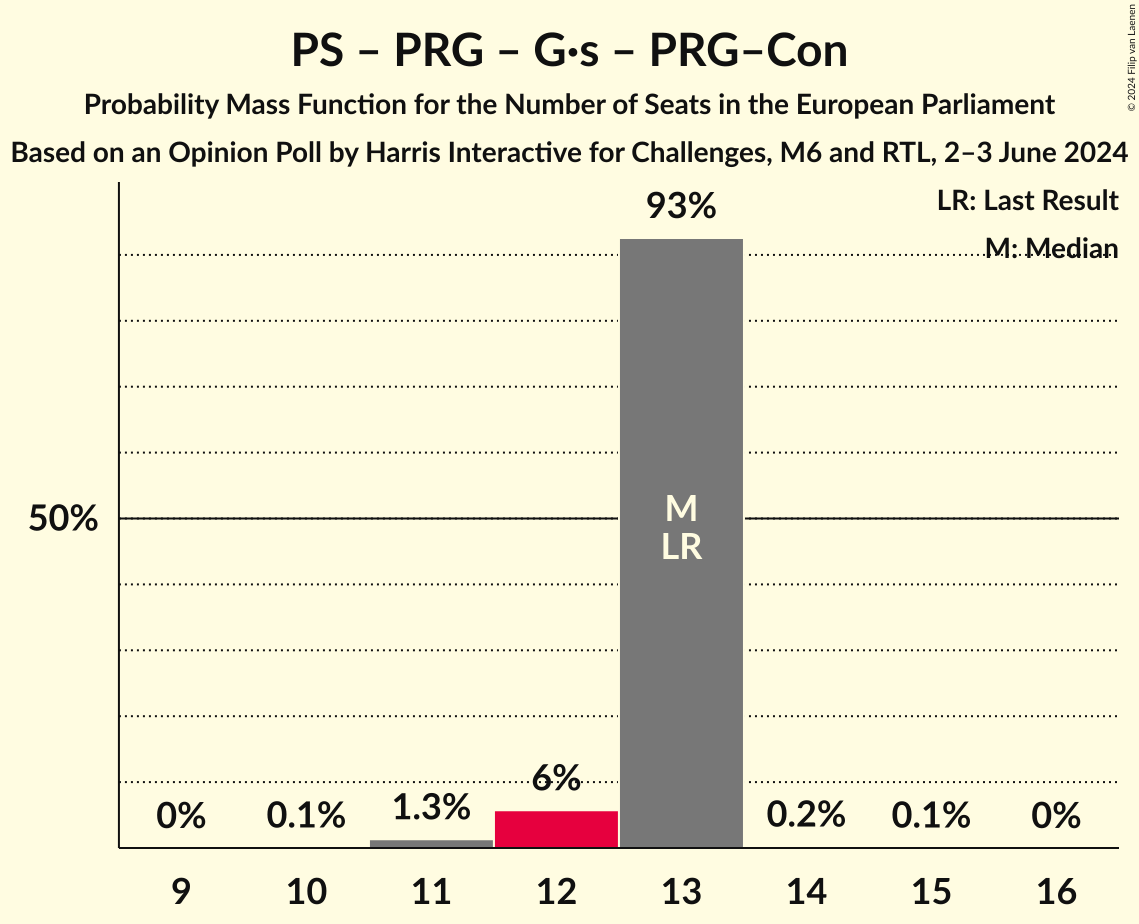 PS – PRG – G•s – PRG–Con
Probability Mass Function for the Number of Seats in the European Parliament
Based on an Opinion Poll by Harris Interactive for Challenges, M6 and RTL, 2–3 June 2024
© 2024 Filip van Laenen
LR: Last Result
M: Median
93%
50%
M
LR
6%
0%
0.1%
1.3%
0.2%
0.1%
0%
9
10
11
12
13
14
15
16